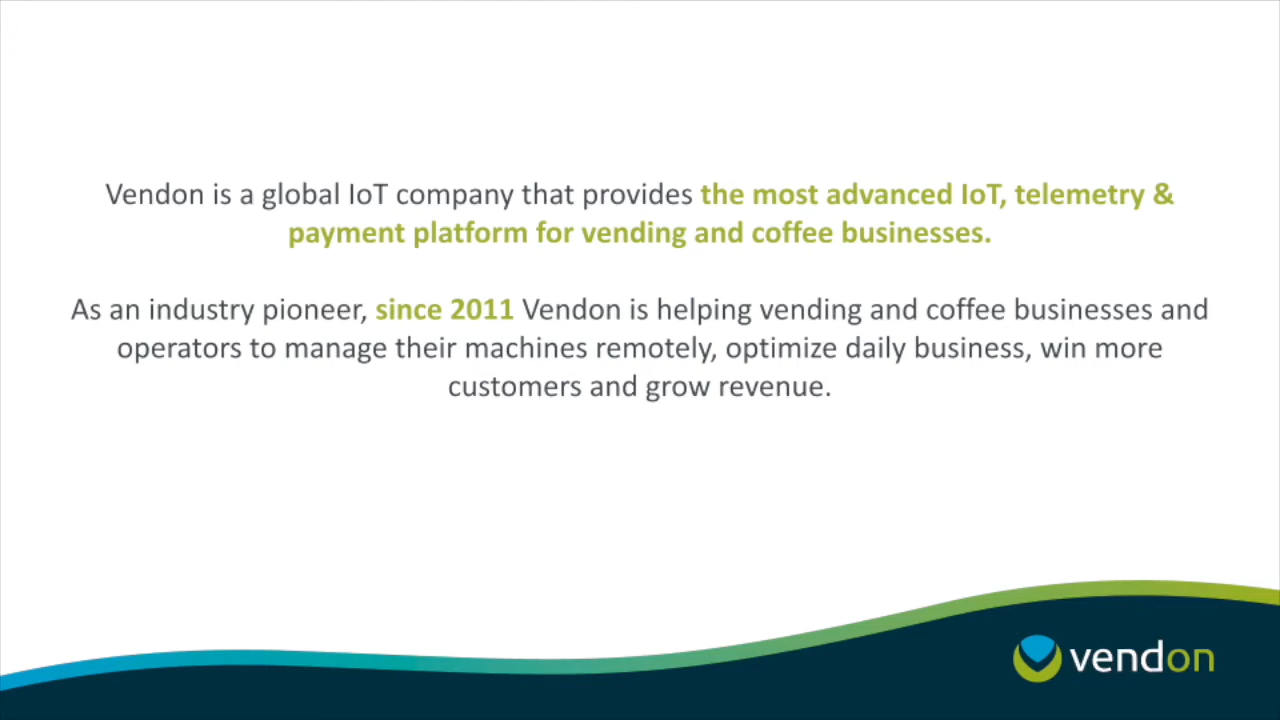 Vendon is a global IoT company that provides the most advanced IoT, telemetry &
payment platform for vending and coffee businesses.
As an industry pioneer, since 2011 Vendon is helping vending and coffee businesses and
operators to manage their machines remotely, optimize daily business, win more
customers and grow revenue.
vendon